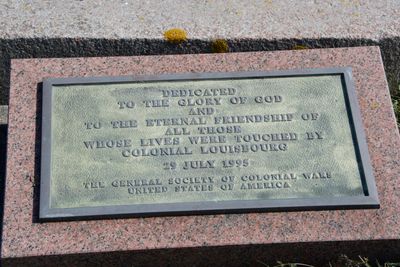 DEDICATED
TO THE GLORY OF GOD
AND
TO THE ETERNAL FRIENDSHIP OF
ALL THOSE
WHOSE LIVES WERE TOUCHED BY
COLONIAL LOUISBOURG
29 JULY 1995
THE GENERAL SOCIETY OF COLONIAL WARS
UNITED STATES OF AMERICA